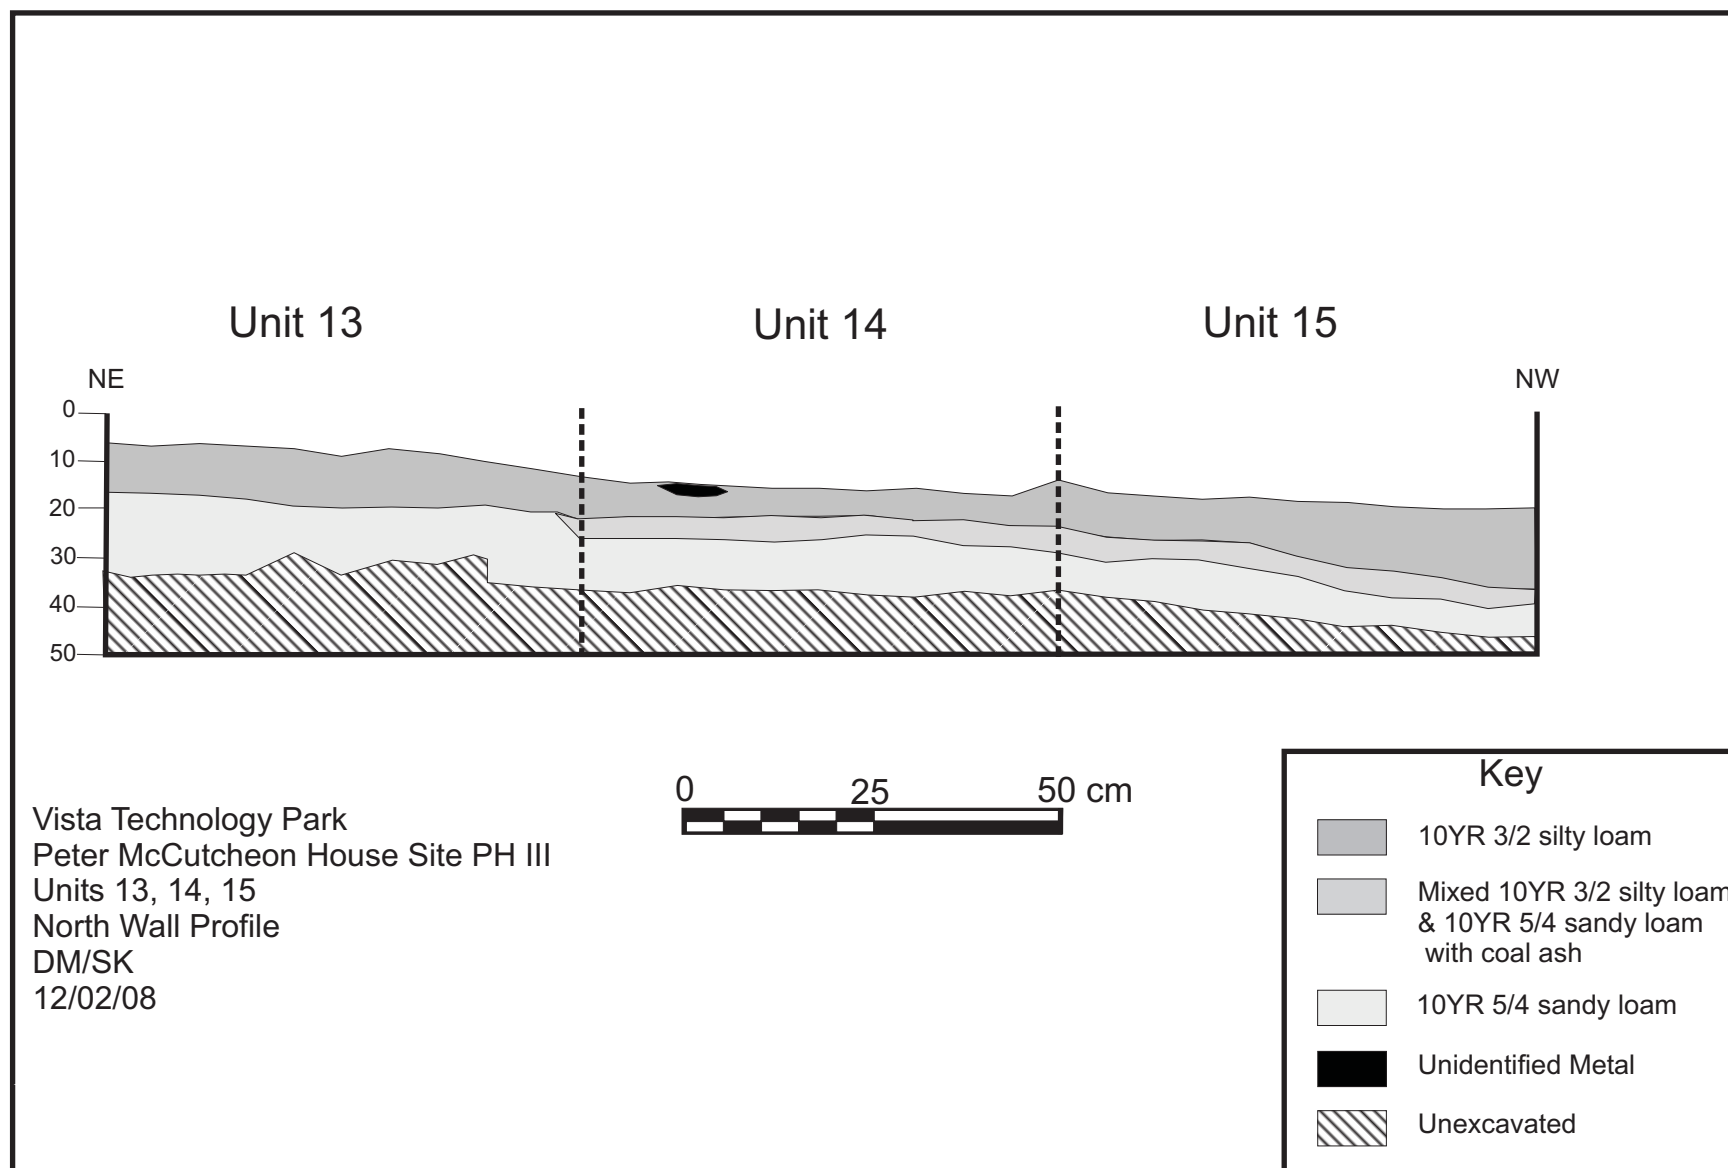 Unit 13
Unit 14
Unit 15
NE
NW
0
10
20
30
40
50
0
25
50 cm
Vista Technology Park
Peter McCutcheon House Site PH III
Units 13, 14, 15
North Wall Profile
DM/SK
12/02/08
Key
10YR 3/2 silty loam
Mixed 10YR 3/2 silty loam
& 10YR 5/4 sandy loam
with coal ash
10YR 5/4 sandy loam
Unidentified Metal
Unexcavated